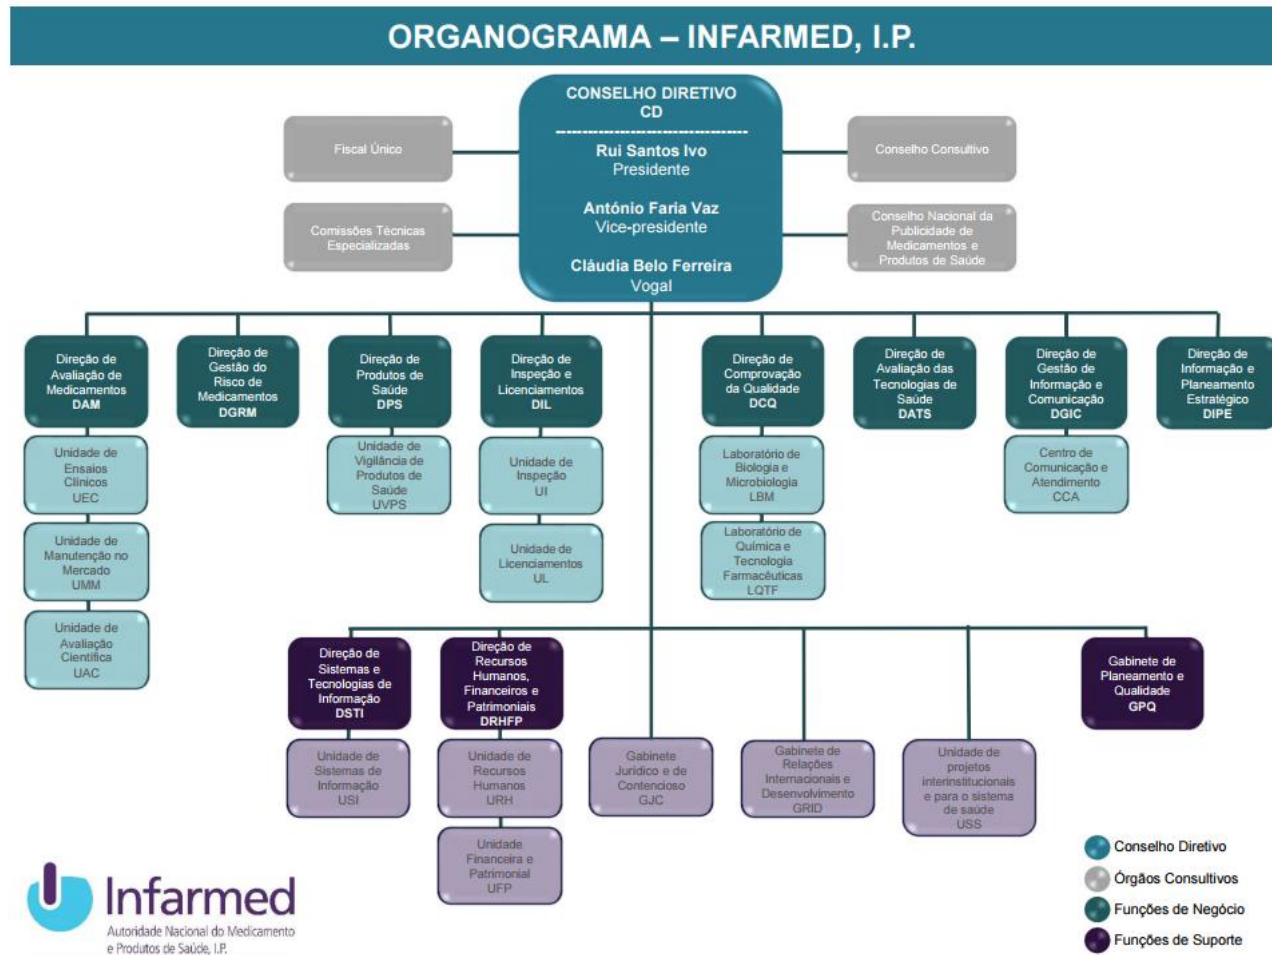 ORGANOGRAMA – INFARMED, I.P.
CONSELHO DIRETIVO
CD
------------------------------------
Rui Santos Ivo
Presidente
António Faria Vaz
Vice-presidente
Cláudia Belo Ferreira
Vogal
Fiscal Único
Conselho Consultivo
Comissões Técnicas
Especializadas
Conselho Nacional da
Publicidade de
Medicamentos e
Produtos de Saúde
Direção de
Avaliação de
Medicamentos
DAM
Direção de
Gestão do
Risco de
Medicamentos
DGRM
Direção de
Produtos de
Saúde
DPS
Direção de
Inspeção e
Licenciamentos
DIL
Direção de
Comprovação
da Qualidade
DCQ
Direção de
Avaliação das
Tecnologias de
Saúde
DATS
Direção de
Gestão de
Informação e
Comunicação
DGIC
Direção de
Informação e
Planeamento
Estratégico
DIPE
Unidade de
Ensaios
Clínicos
UEC
Unidade de
Vigilância de
Produtos de
Saúde
UVPS
Unidade de
Inspeção
UI
Laboratório de
Biologia e
Microbiologia
LBM
Centro de
Comunicação e
Atendimento
CCA
Unidade de
Manutenção no
Mercado
UMM
Unidade de
Licenciamentos
UL
Laboratório de
Química e
Tecnologia
Farmacêuticas
LQTF
Unidade de
Avaliação
Científica
UAC
Direção de
Sistemas e
Tecnologias de
Informação
DSTI
Direção de
Recursos
Humanos,
Financeiros e
Patrimoniais
DRHFP
Gabinete de
Planeamento e
Qualidade
GPQ
Unidade de
Sistemas de
Informação
USI
Unidade de
Recursos
Humanos
URH
Gabinete
Jurídico e de
Contencioso
GJC
Gabinete de
Relações
Internacionais e
Desenvolvimento
GRID
Unidade de
projetos
interinstitucionais
e para o sistema
de saúde
USS
Unidade
Financeira e
Patrimonial
UFP
Conselho Diretivo
Órgãos Consultivos
Funções de Negócio
Funções de Suporte
Infarmed
Autoridade Nacional do Medicamento
e Produtos de Saúde, I.P.